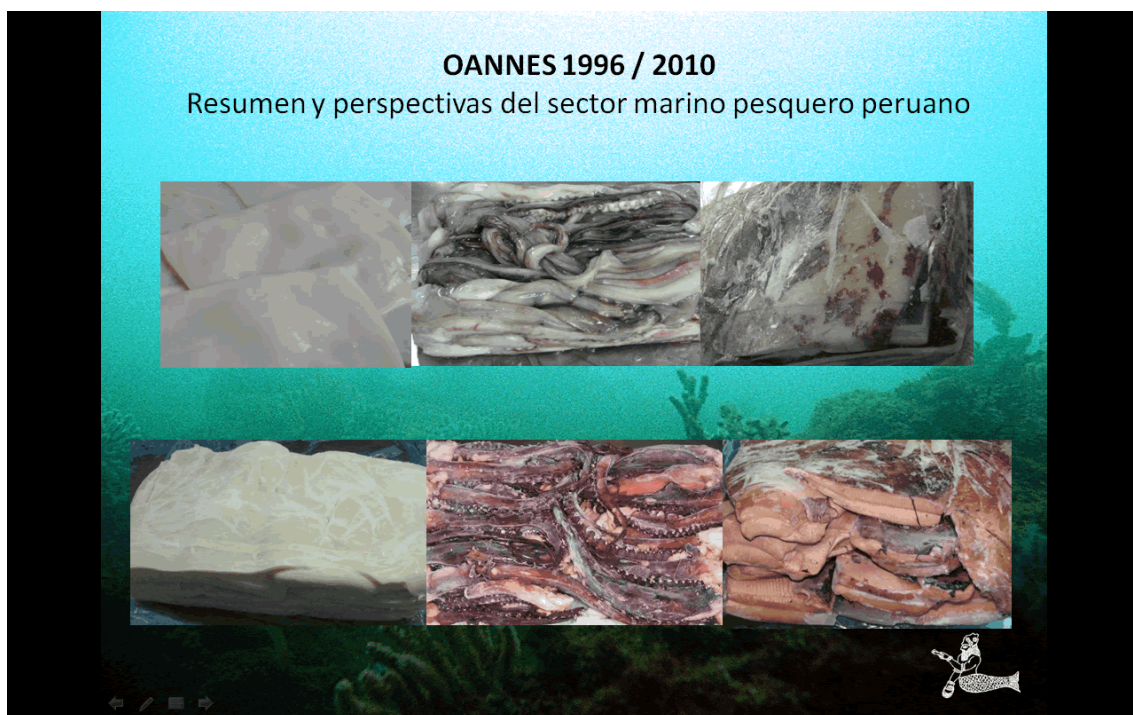 OANNES 1996 / 2010
Resumen y perspectivas del sector marino pesquero peruano